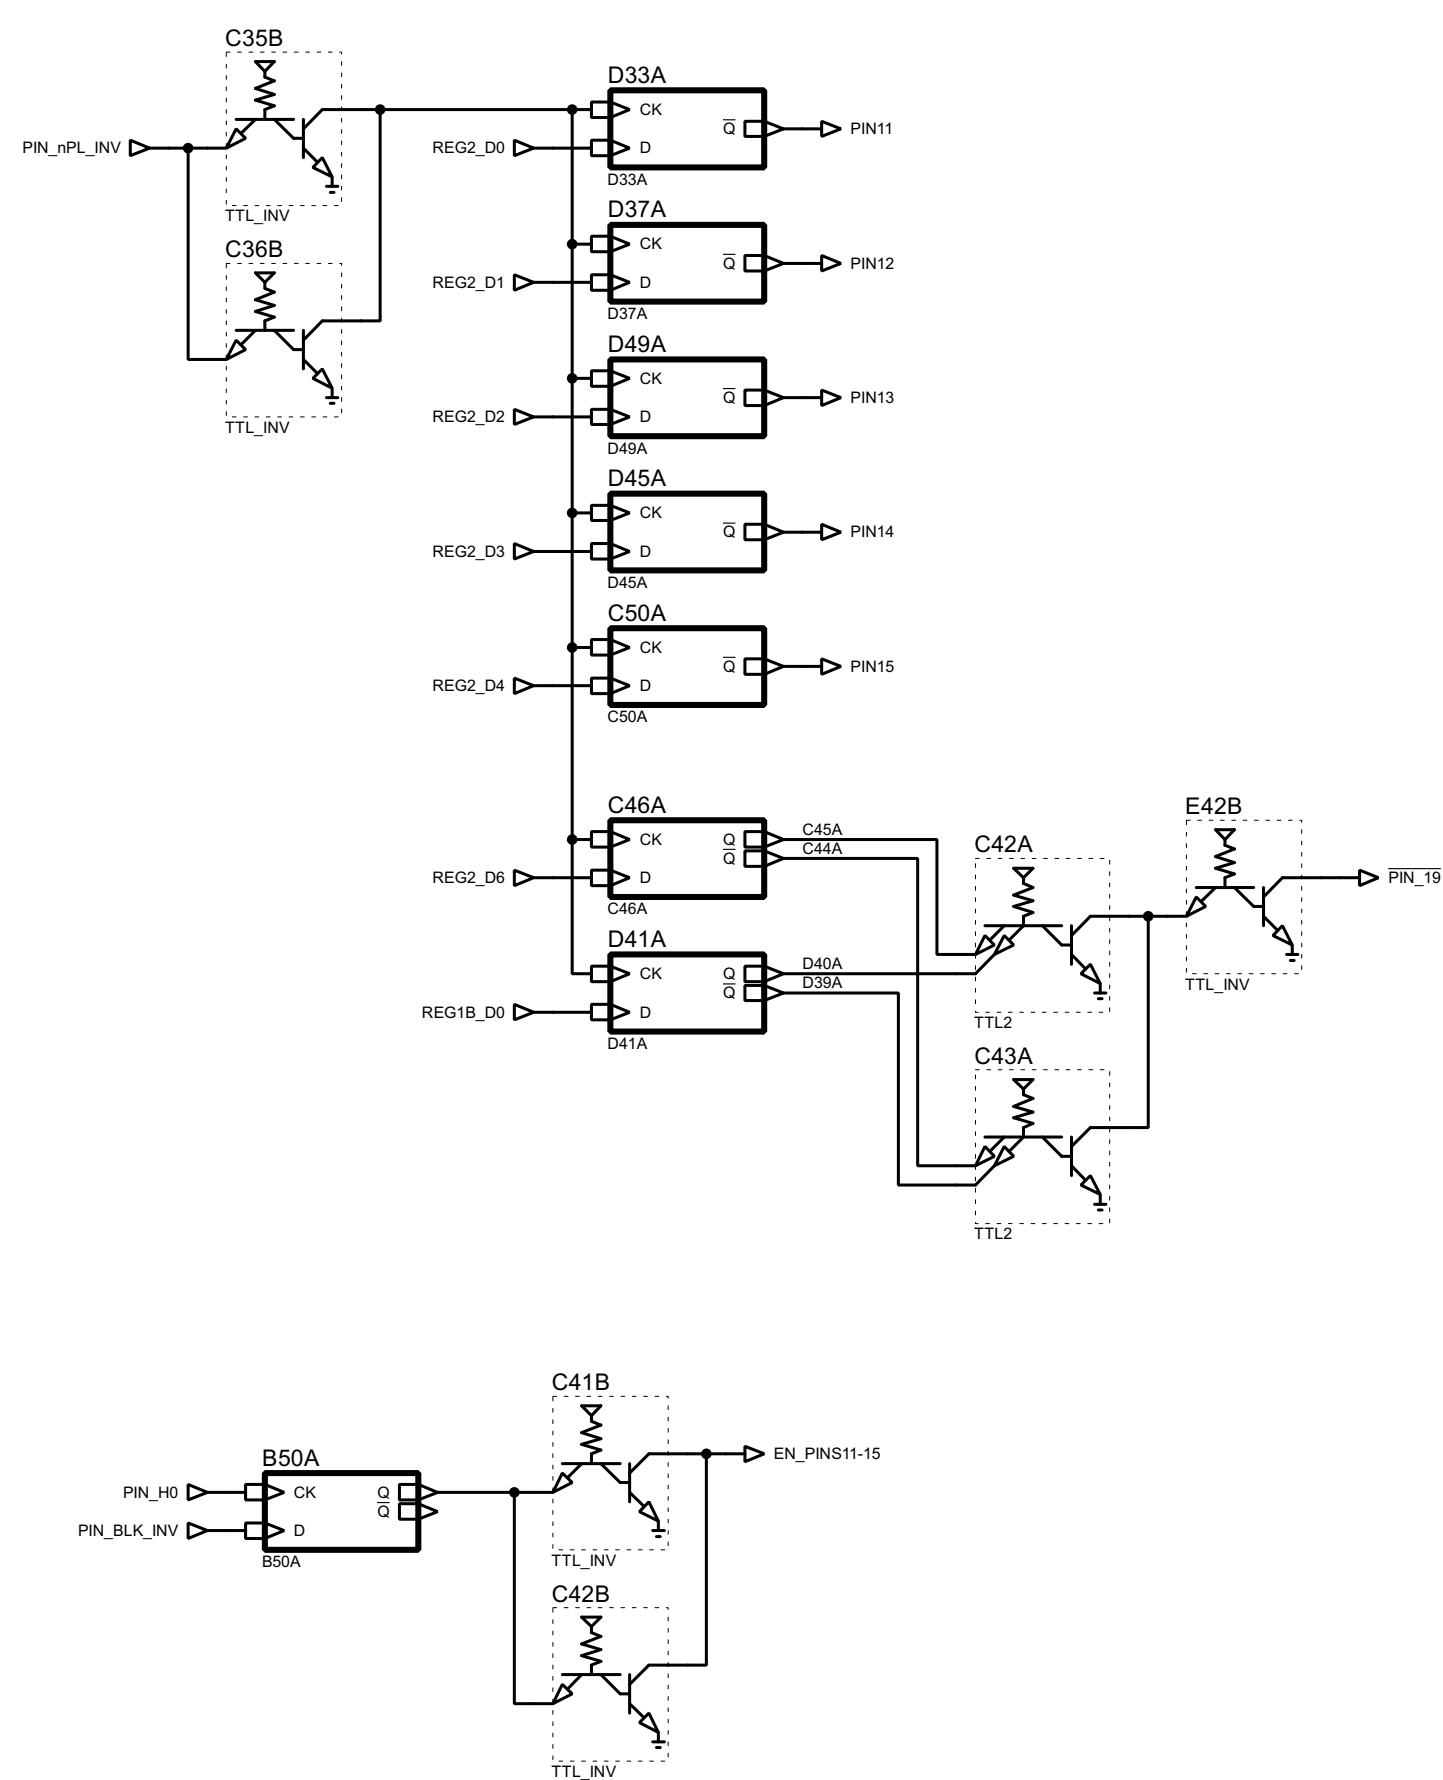 C35B
PIN_nPL_INV
TTL_INV
C36B
TTL_INV
D33A
CK
Q
PIN11
REG2_D0
D
D33A
D37A
CK
Q
PIN12
REG2_D1
D
D37A
D49A
CK
Q
PIN13
REG2_D2
D
D49A
D45A
CK
Q
PIN14
REG2_D3
D
D45A
C50A
CK
Q
PIN15
REG2_D4
D
C50A
C46A
CK
Q
C45A
Q
C44A
REG2_D6
D
C46A
D41A
CK
Q
D40A
Q
D39A
REG1B_D0
D
D41A
C42A
TTL2
C43A
TTL2
E42B
PIN_19
TTL_INV
B50A
PIN_H0
CK
Q
Q
PIN_BLK_INV
D
B50A
C41B
EN_PINS11-15
TTL_INV
C42B
TTL_INV